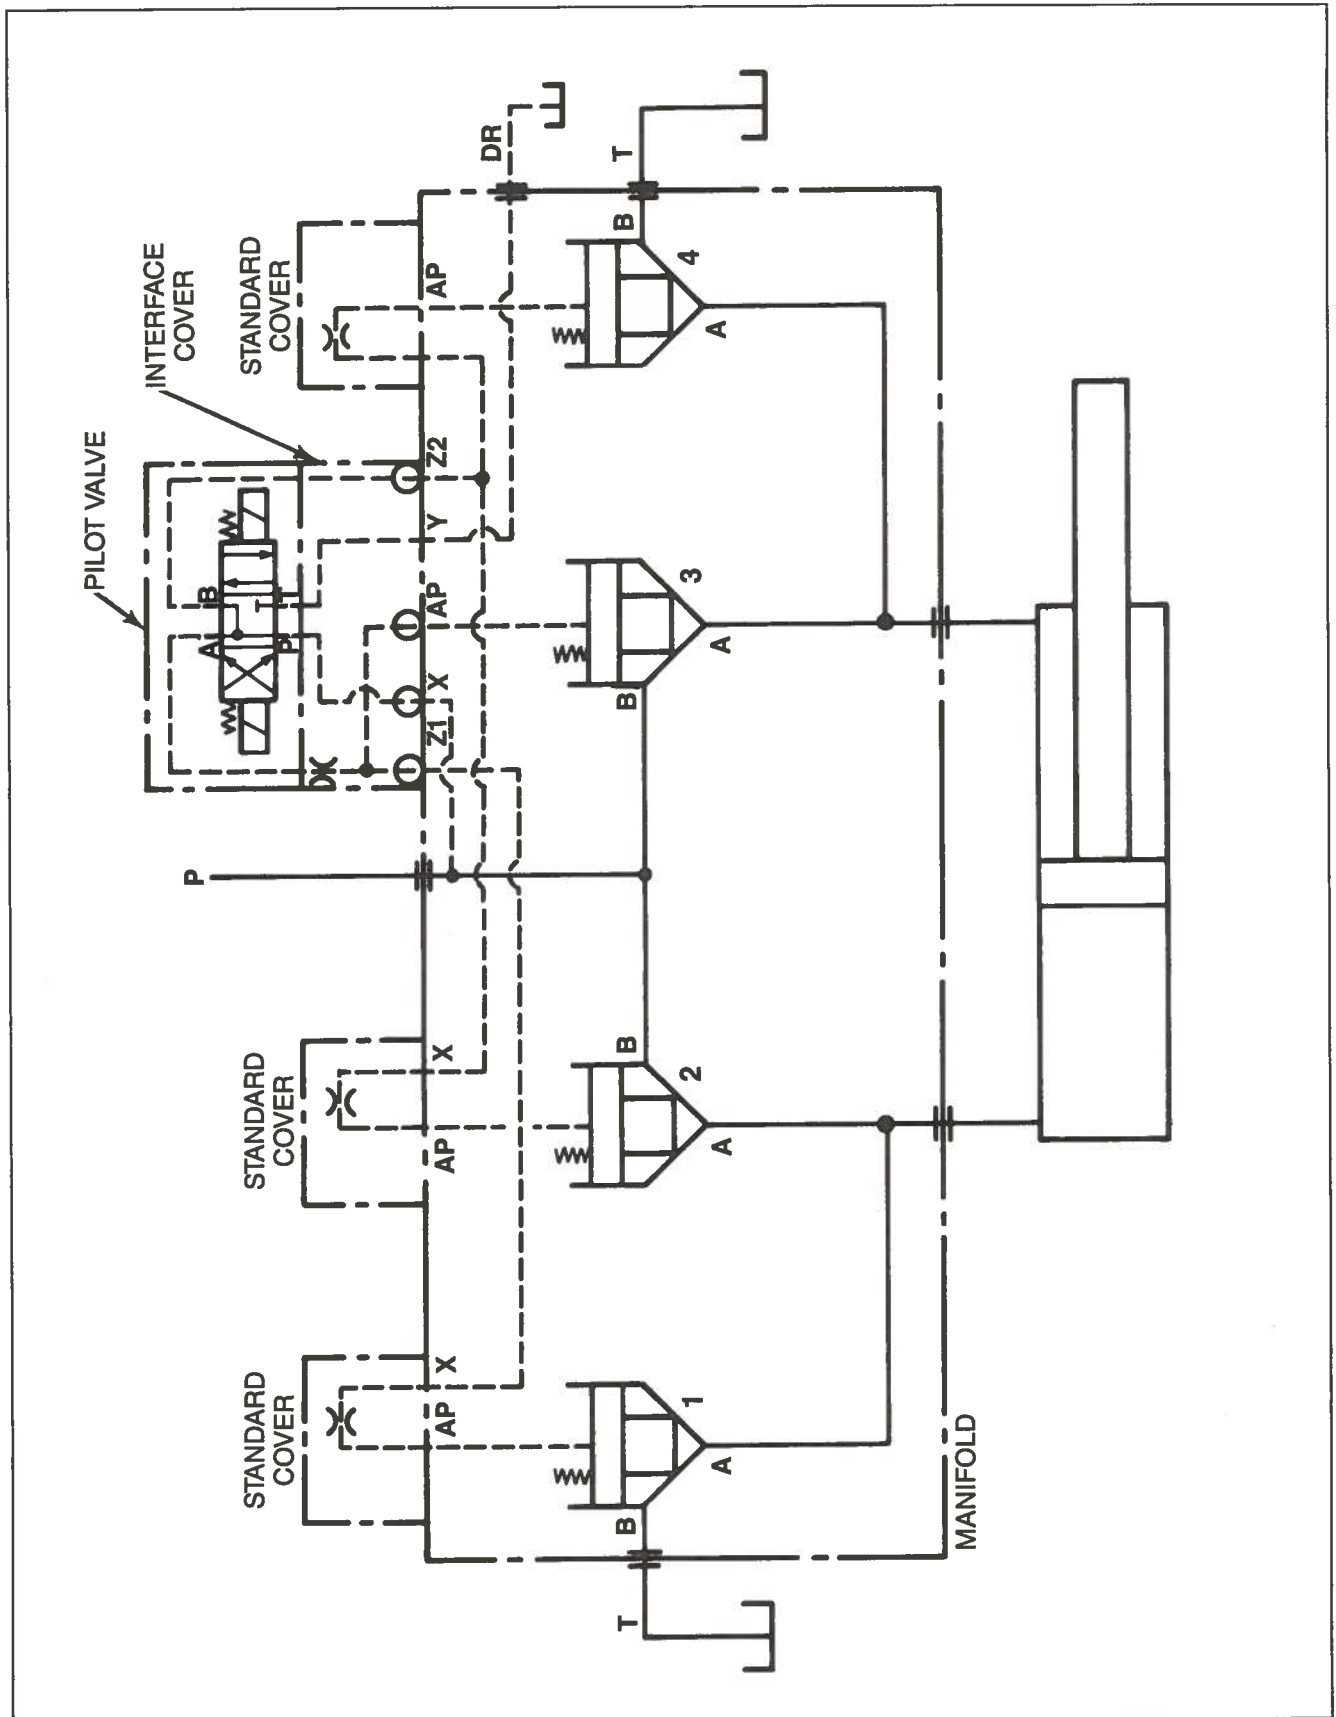 PILOT VALVE
INTERFACE
COVER
STANDARD
COVER
STANDARD
COVER
STANDARD
COVER
A
B
P
T
P
Z1
X
AP
Y
Z2
AP
DR
X
AP
X
AP
T
B
1
A
2
B
A
B
3
A
4
B
A
T
MANIFOLD